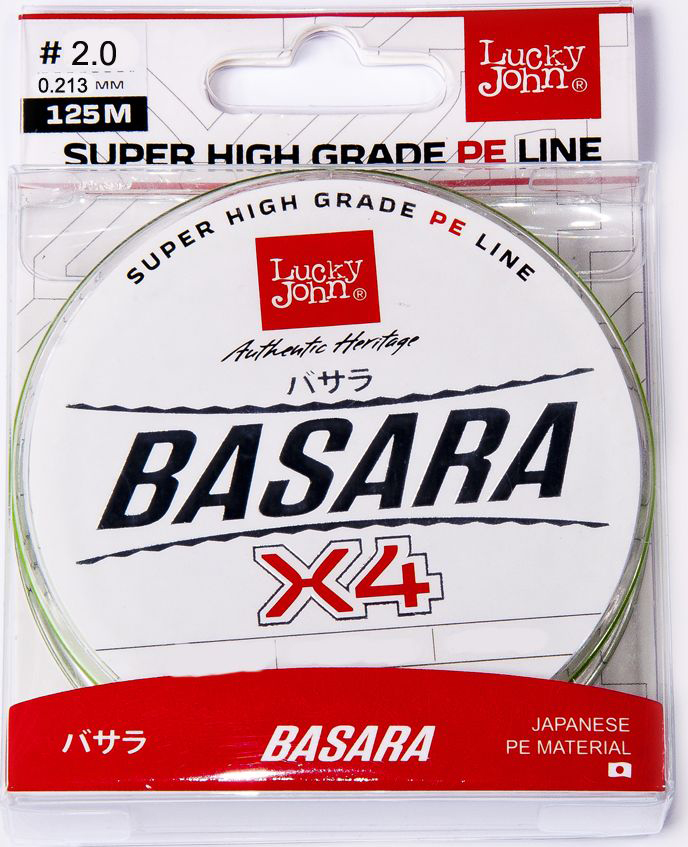 # 2.0
0.213 мм
125M
Lucky
John®
SUPER HIGH GRADE PE LINE
SUPER HIGH GRADE PE LINE
Lucky
John®
Authentic Heritage
バサラ
BASARA
X4
バサラ
BASARA
JAPANESE
PE MATERIAL